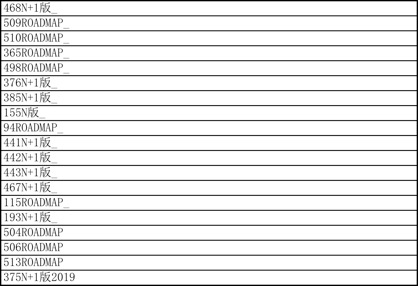 468N+1版_
509ROADMAP_
510ROADMAP_
365ROADMAP_
498ROADMAP_
376N+1版_
385N+1版_
155N版_
94ROADMAP_
441N+1版_
442N+1版_
443N+1版_
467N+1版_
115ROADMAP_
193N+1版_
504ROADMAP
506ROADMAP
513ROADMAP
375N+1版2019